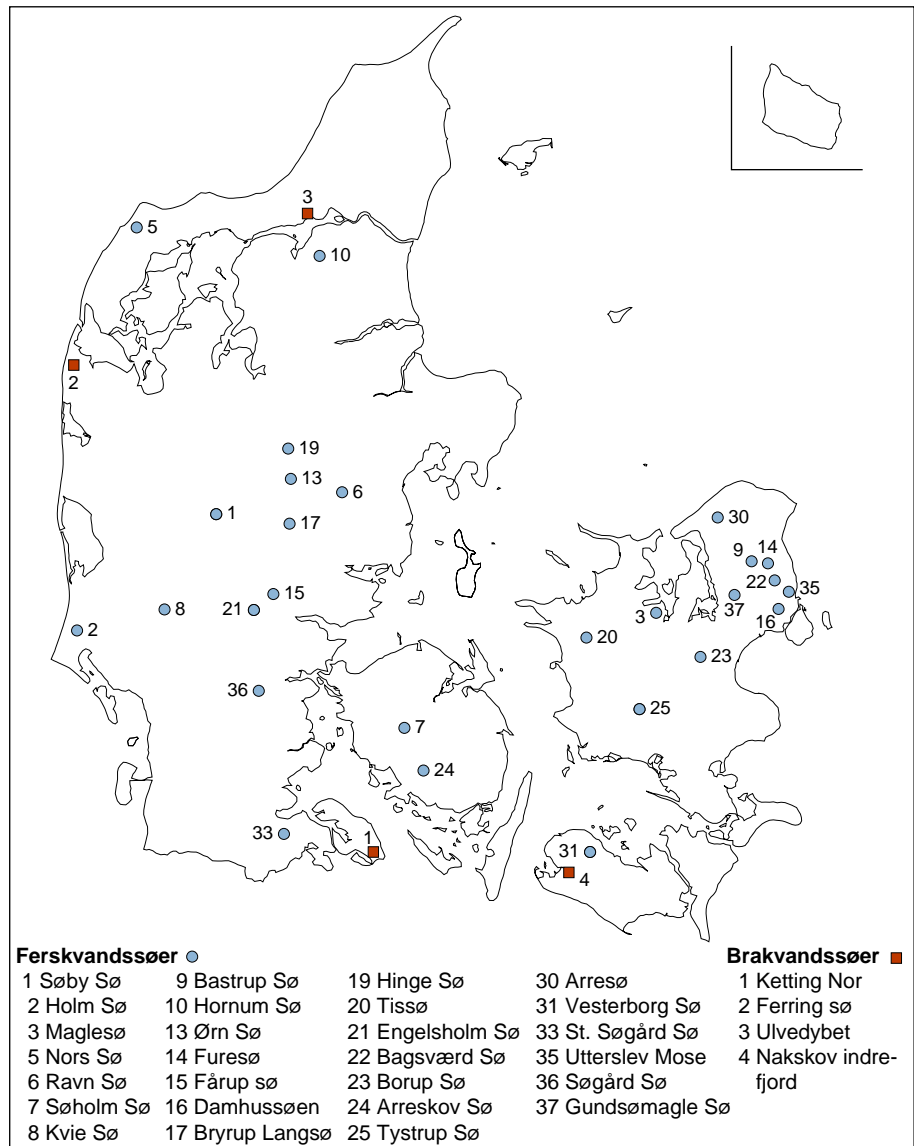 3
5
10
2
19
13
6
1
17
30
9
14
22
35
15
8
21
37
3
16
2
20
23
36
25
7
24
33
1
31
4
Ferskvandssøer
Brakvandssøer
1 Søby Sø
9 Bastrup Sø
19 Hinge Sø
30 Arresø
1 Ketting Nor
2 Holm Sø
10 Hornum Sø
20 Tissø
31 Vesterborg Sø
2 Ferring sø
3 Maglesø
13 Ørn Sø
21 Engelsholm Sø
33 St. Søgård Sø
3 Ulvedybet
5 Nors Sø
14 Furesø
22 Bagsværd Sø
35 Utterslev Mose
4 Nakskov indre-
6 Ravn Sø
15 Fårup sø
23 Borup Sø
36 Søgård Sø
fjord
7 Søholm Sø
16 Damhussøen
24 Arreskov Sø
37 Gundsømagle Sø
8 Kvie Sø
17 Bryrup Langsø
25 Tystrup Sø